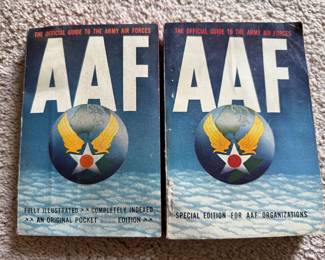 THE OFFICIAL GUIDE TO THE ARMY AIR FORCES
AAF
FULLY ILLUSTRATED >> COMPLETELY INDEXED
>> AN ORIGINAL POCKET EDITION >>
THE OFFICIAL GUIDE TO THE ARMY AIR FORCES
AAF
SPECIAL EDITION FOR AAF ORGANIZATIONS